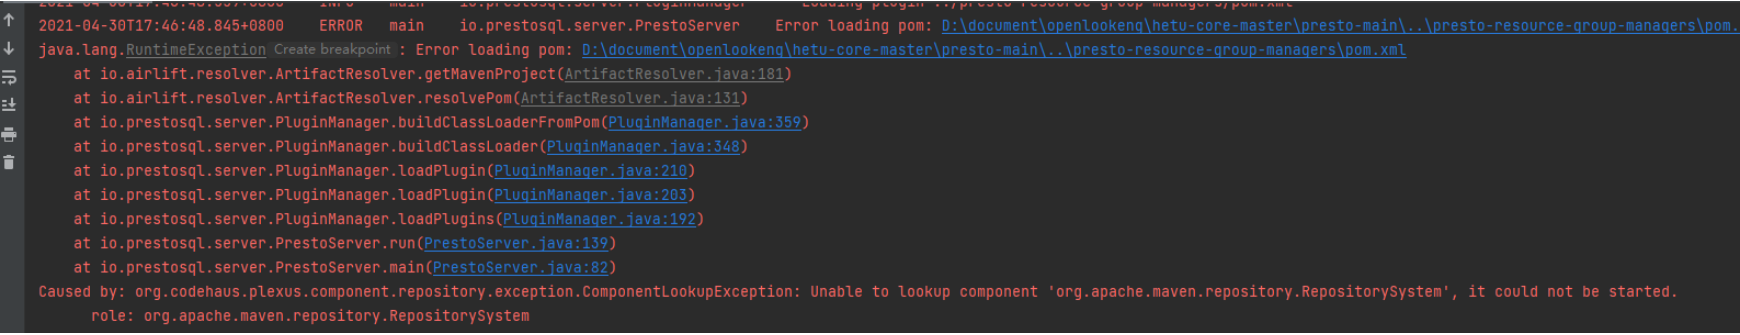 2021-04-30T17:46:48.845+0800 ERROR main io.prestosql.server.PrestoServer Error loading pom: D:\document\openlookeng\hetu-core-master\presto-main\..\presto-resource-group-managers\pom.
java.lang.RuntimeException Create breakpoint : Error loading pom: D:\document\openlookeng\hetu-core-master\presto-main\..\presto-resource-group-managers\pom.xml
at io.airlift.resolver.ArtifactResolver.getMavenProject(ArtifactResolver.java:181)
at io.airlift.resolver.ArtifactResolver.resolvePom(ArtifactResolver.java:131)
at io.prestosql.server.PluginManager.buildClassLoaderFromPom(PluginManager.java:359)
at io.prestosql.server.PluginManager.buildClassLoader(PluginManager.java:348)
at io.prestosql.server.PluginManager.loadPlugin(PluginManager.java:210)
at io.prestosql.server.PluginManager.loadPlugin(PluginManager.java:203)
at io.prestosql.server.PluginManager.loadPlugins(PluginManager.java:192)
at io.prestosql.server.PrestoServer.run(PrestoServer.java:139)
at io.prestosql.server.PrestoServer.main(PrestoServer.java:82)
Caused by: org.codehaus.plexus.component.repository.exception.ComponentLookupException: Unable to lookup component 'org.apache.maven.repository.RepositorySystem', it could not be started.
role: org.apache.maven.repository.RepositorySystem